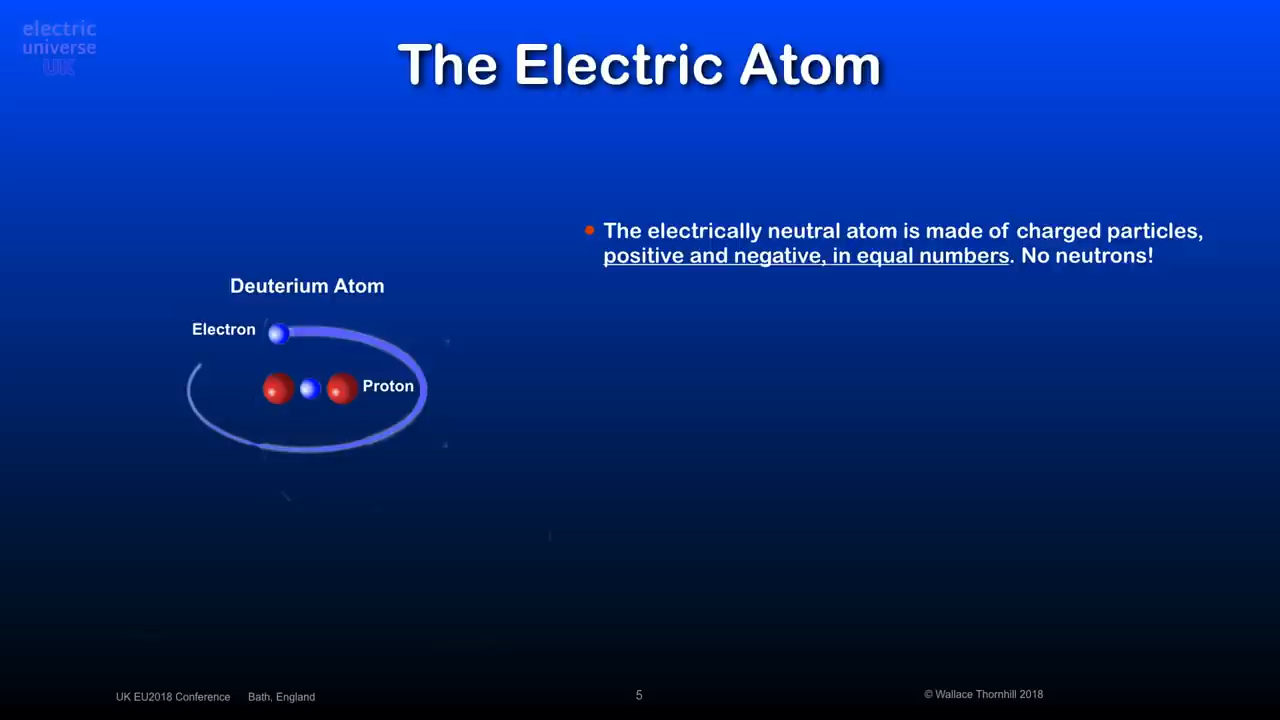 electric
universe
UK
The Electric Atom
The electrically neutral atom is made of charged particles,
positive and negative, in equal numbers. No neutrons!
Deuterium Atom
Electron
Proton
UK EU2018 Conference Bath, England
5
© Wallace Thornhill 2018